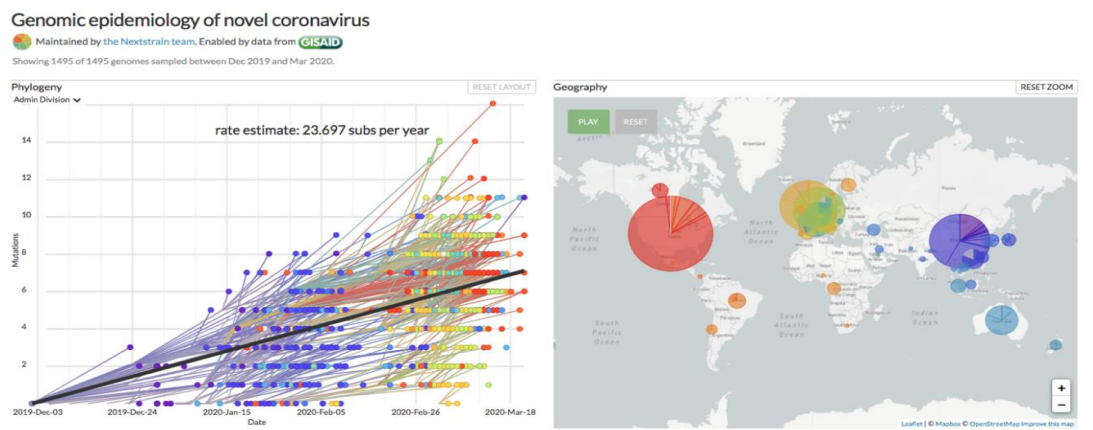 Genomic epidemiology of novel coronavirus
Maintained by the Nextstrain team. Enabled by data from GISAID
Showing 1495 of 1495 genomes sampled between Dec 2019 and Mar 2020.
Phylogeny
RESET LAYOUT
Admin Division
rate estimate: 23.697 subs per year
14
12
10
8
6
4
2
Mutations
2019-Dec-03
2019-Dec-24
2020-Jan-15
2020-Feb-05
2020-Feb-26
2020-Mar-18
Date
Geography
RESET ZOOM
PLAY
RESET
Greenland
Russia
North
Pacific
Ocean
North
Atlantic
Ocean
South
Pacific
Ocean
South
Atlantic
Ocean
Indian
Ocean
+
−
Leaflet | © Mapbox © OpenStreetMap Improve this map